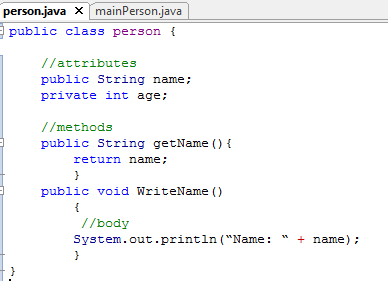 person.java × mainPerson.java
public class person {
//attributes
public String name;
private int age;
//methods
public String getName(){
return name;
}
public void WriteName()
{
//body
System.out.println(“Name: “ + name);
}
}